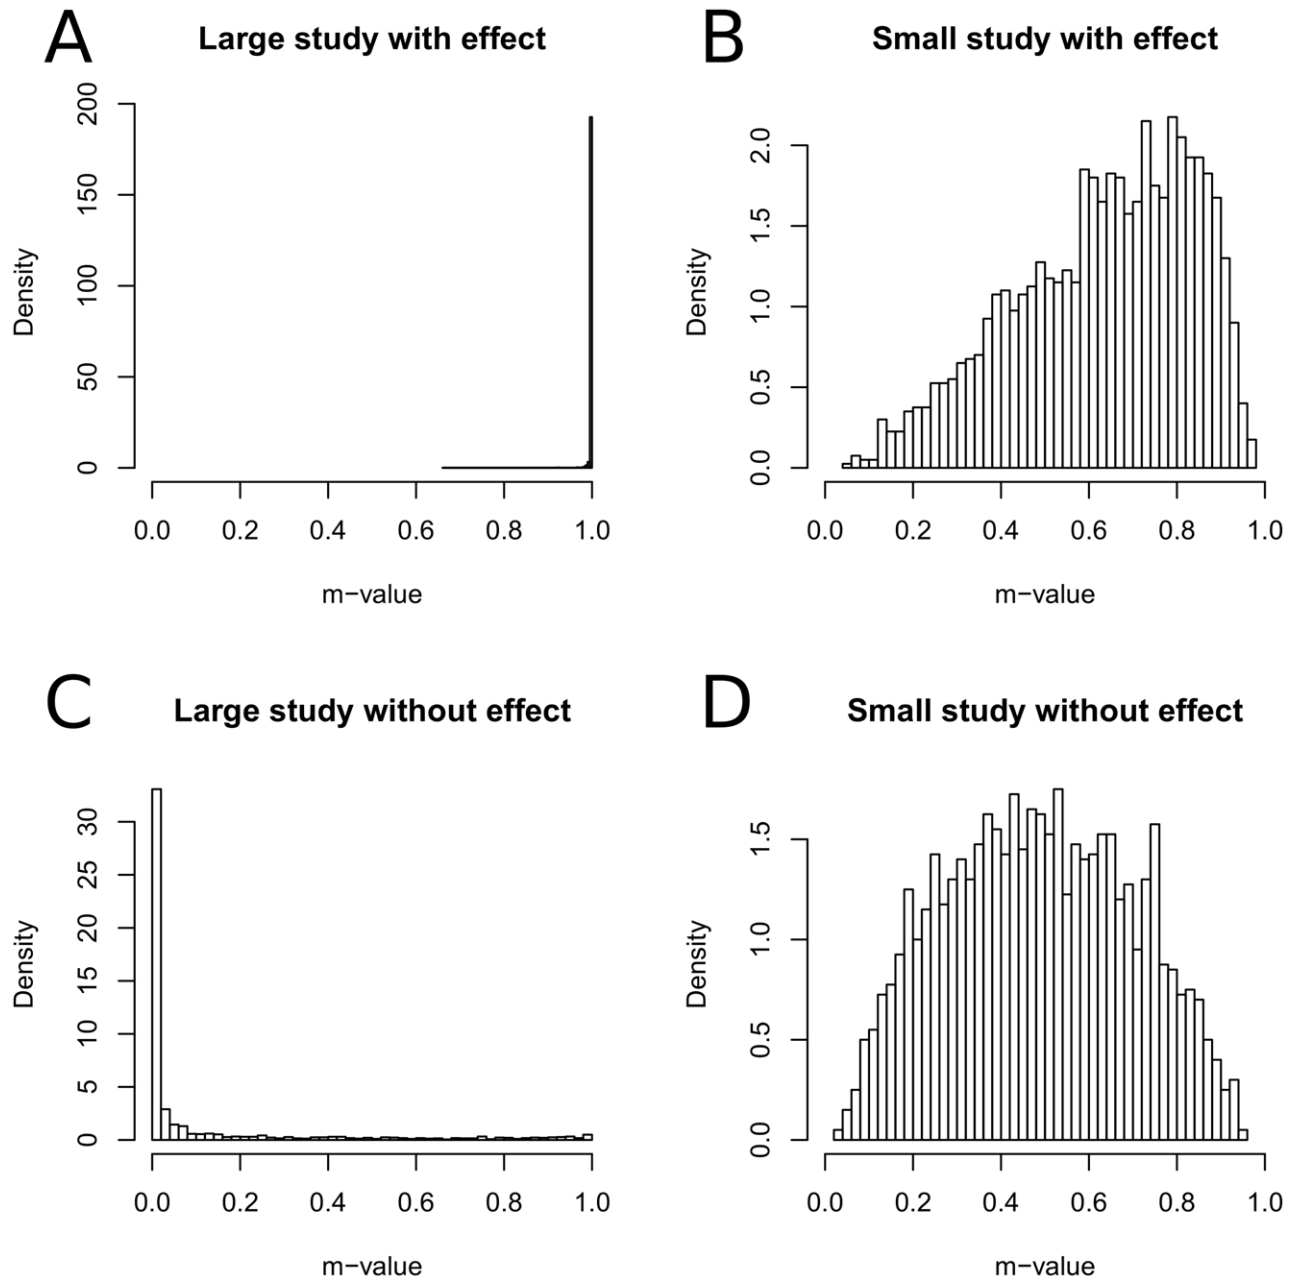 A
Large study with effect
200
150
100
50
0
Density
0.0 0.2 0.4 0.6 0.8 1.0
m−value
B
Small study with effect
2.0
1.5
1.0
0.5
0.0
Density
0.0 0.2 0.4 0.6 0.8 1.0
m−value
C
Large study without effect
30
25
20
15
10
5
0
Density
0.0 0.2 0.4 0.6 0.8 1.0
m−value
D
Small study without effect
1.5
1.0
0.5
0.0
Density
0.0 0.2 0.4 0.6 0.8 1.0
m−value